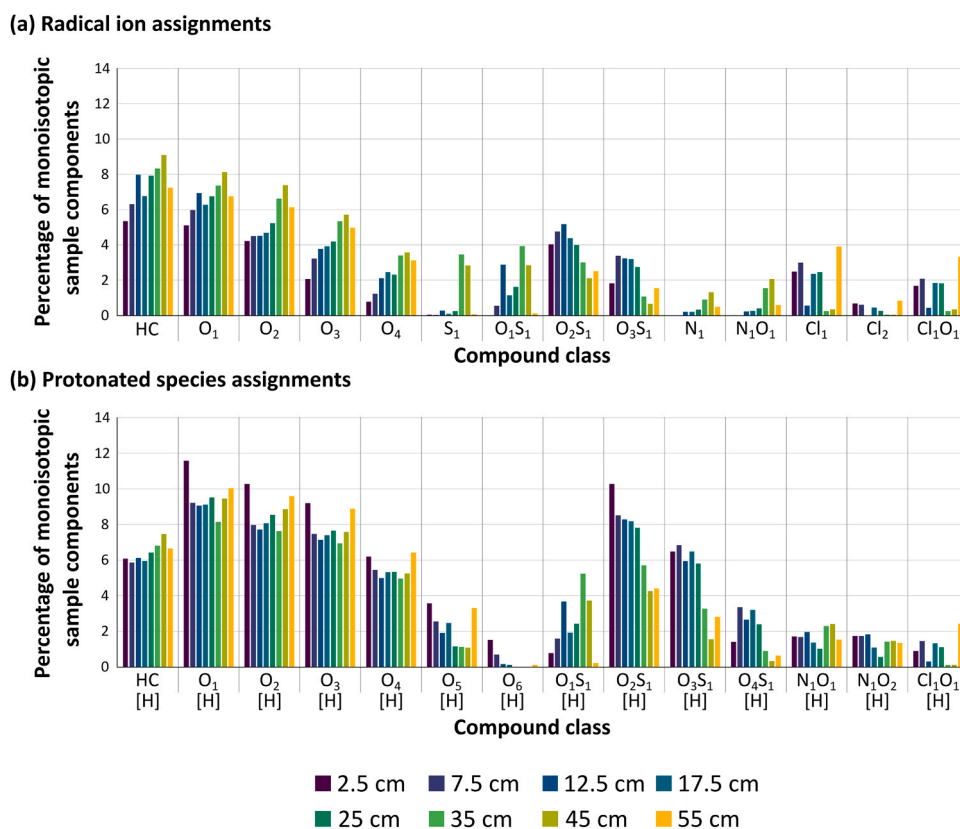 (a) Radical ion assignments
Percentage of monoisotopic
sample components
14
12
10
8
6
4
2
0
HC O₁ O₂ O₃ O₄ S₁ O₁S₁ O₂S₁ O₃S₁ N₁ N₁O₁ Cl₁ Cl₂ Cl₁O₁
Compound class
(b) Protonated species assignments
Percentage of monoisotopic
sample components
14
12
10
8
6
4
2
0
HC O₁ O₂ O₃ O₄ O₅ O₆ O₁S₁ O₂S₁ O₃S₁ O₄S₁ N₁O₁ N₁O₂ Cl₁O₁
[H] [H] [H] [H] [H] [H] [H] [H] [H] [H] [H] [H] [H] [H]
Compound class
2.5 cm 7.5 cm 12.5 cm 17.5 cm
25 cm 35 cm 45 cm 55 cm